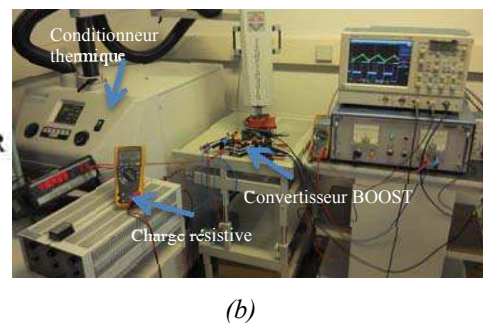 Conditionneur
thermique
R
Convertisseur BOOST
Charge résistive
(b)